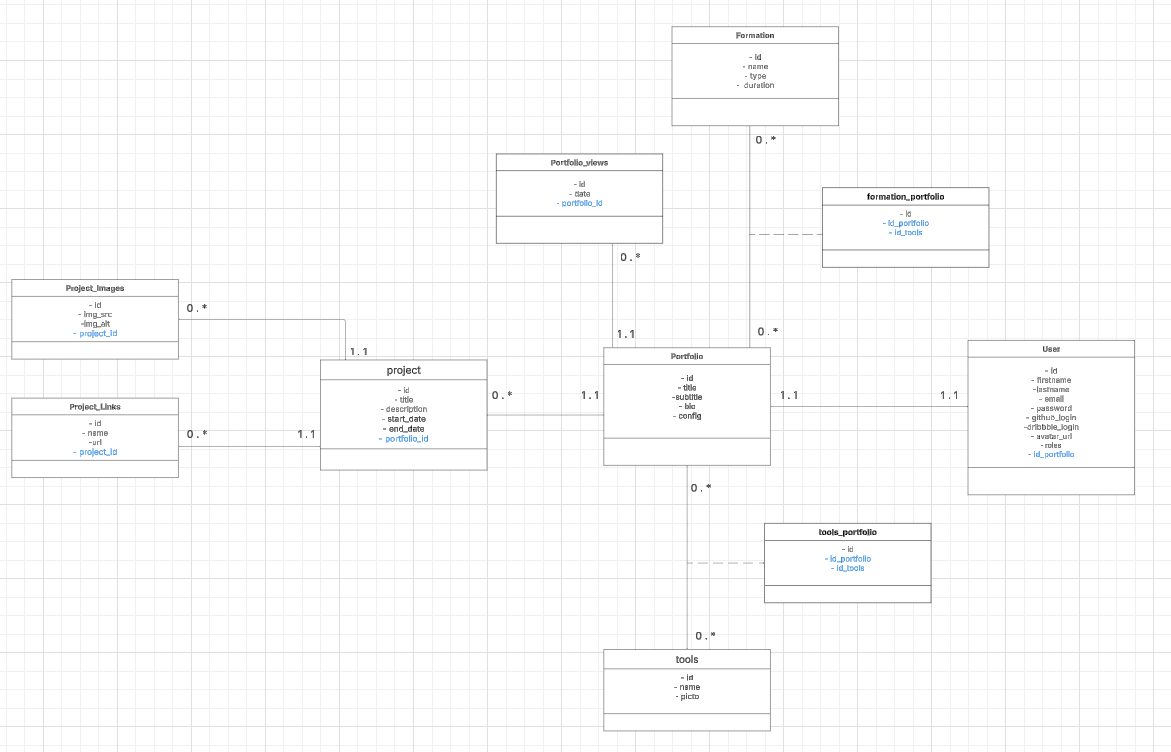 Formation
- id
- name
- type
- duration
0..*
Portfolio_views
- id
- date
- portfolio_id
0..*
formation_portfolio
- id
- id_portfolio
- id_tools
Project_Images
- id
- img_src
-img_alt
- project_id
0..*
1.1
1.1
0..*
project
- id
- title
- description
- start_date
- end_date
- portfolio_id
0..*
1.1
Portfolio
- id
- title
-subtitle
- bio
- config
1.1
1.1
User
- id
- firstname
-lastname
- email
- password
- github_login
-dribbble_login
- avatar_url
- roles
- id_portfolio
Project_Links
- id
- name
-url
- project_id
0..*
1.1
0..*
tools_portfolio
- id
- id_portfolio
- id_tools
0..*
tools
- id
- name
- picto